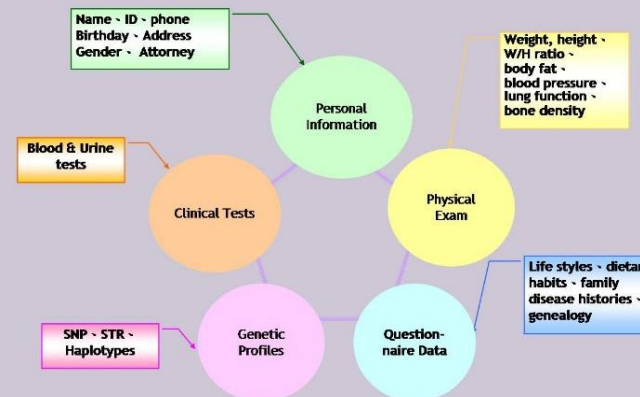 Name、ID、phone
Birthday、Address
Gender、Attorney
Weight, height、
W/H ratio、
body fat、
blood pressure、
lung function、
bone density
Personal
Information
Blood & Urine
tests
Clinical Tests
Physical
Exam
Life styles、
habits、family
disease histories、
genealogy
SNP、STR、
Haplotypes
Genetic
Profiles
Question-
naire Data